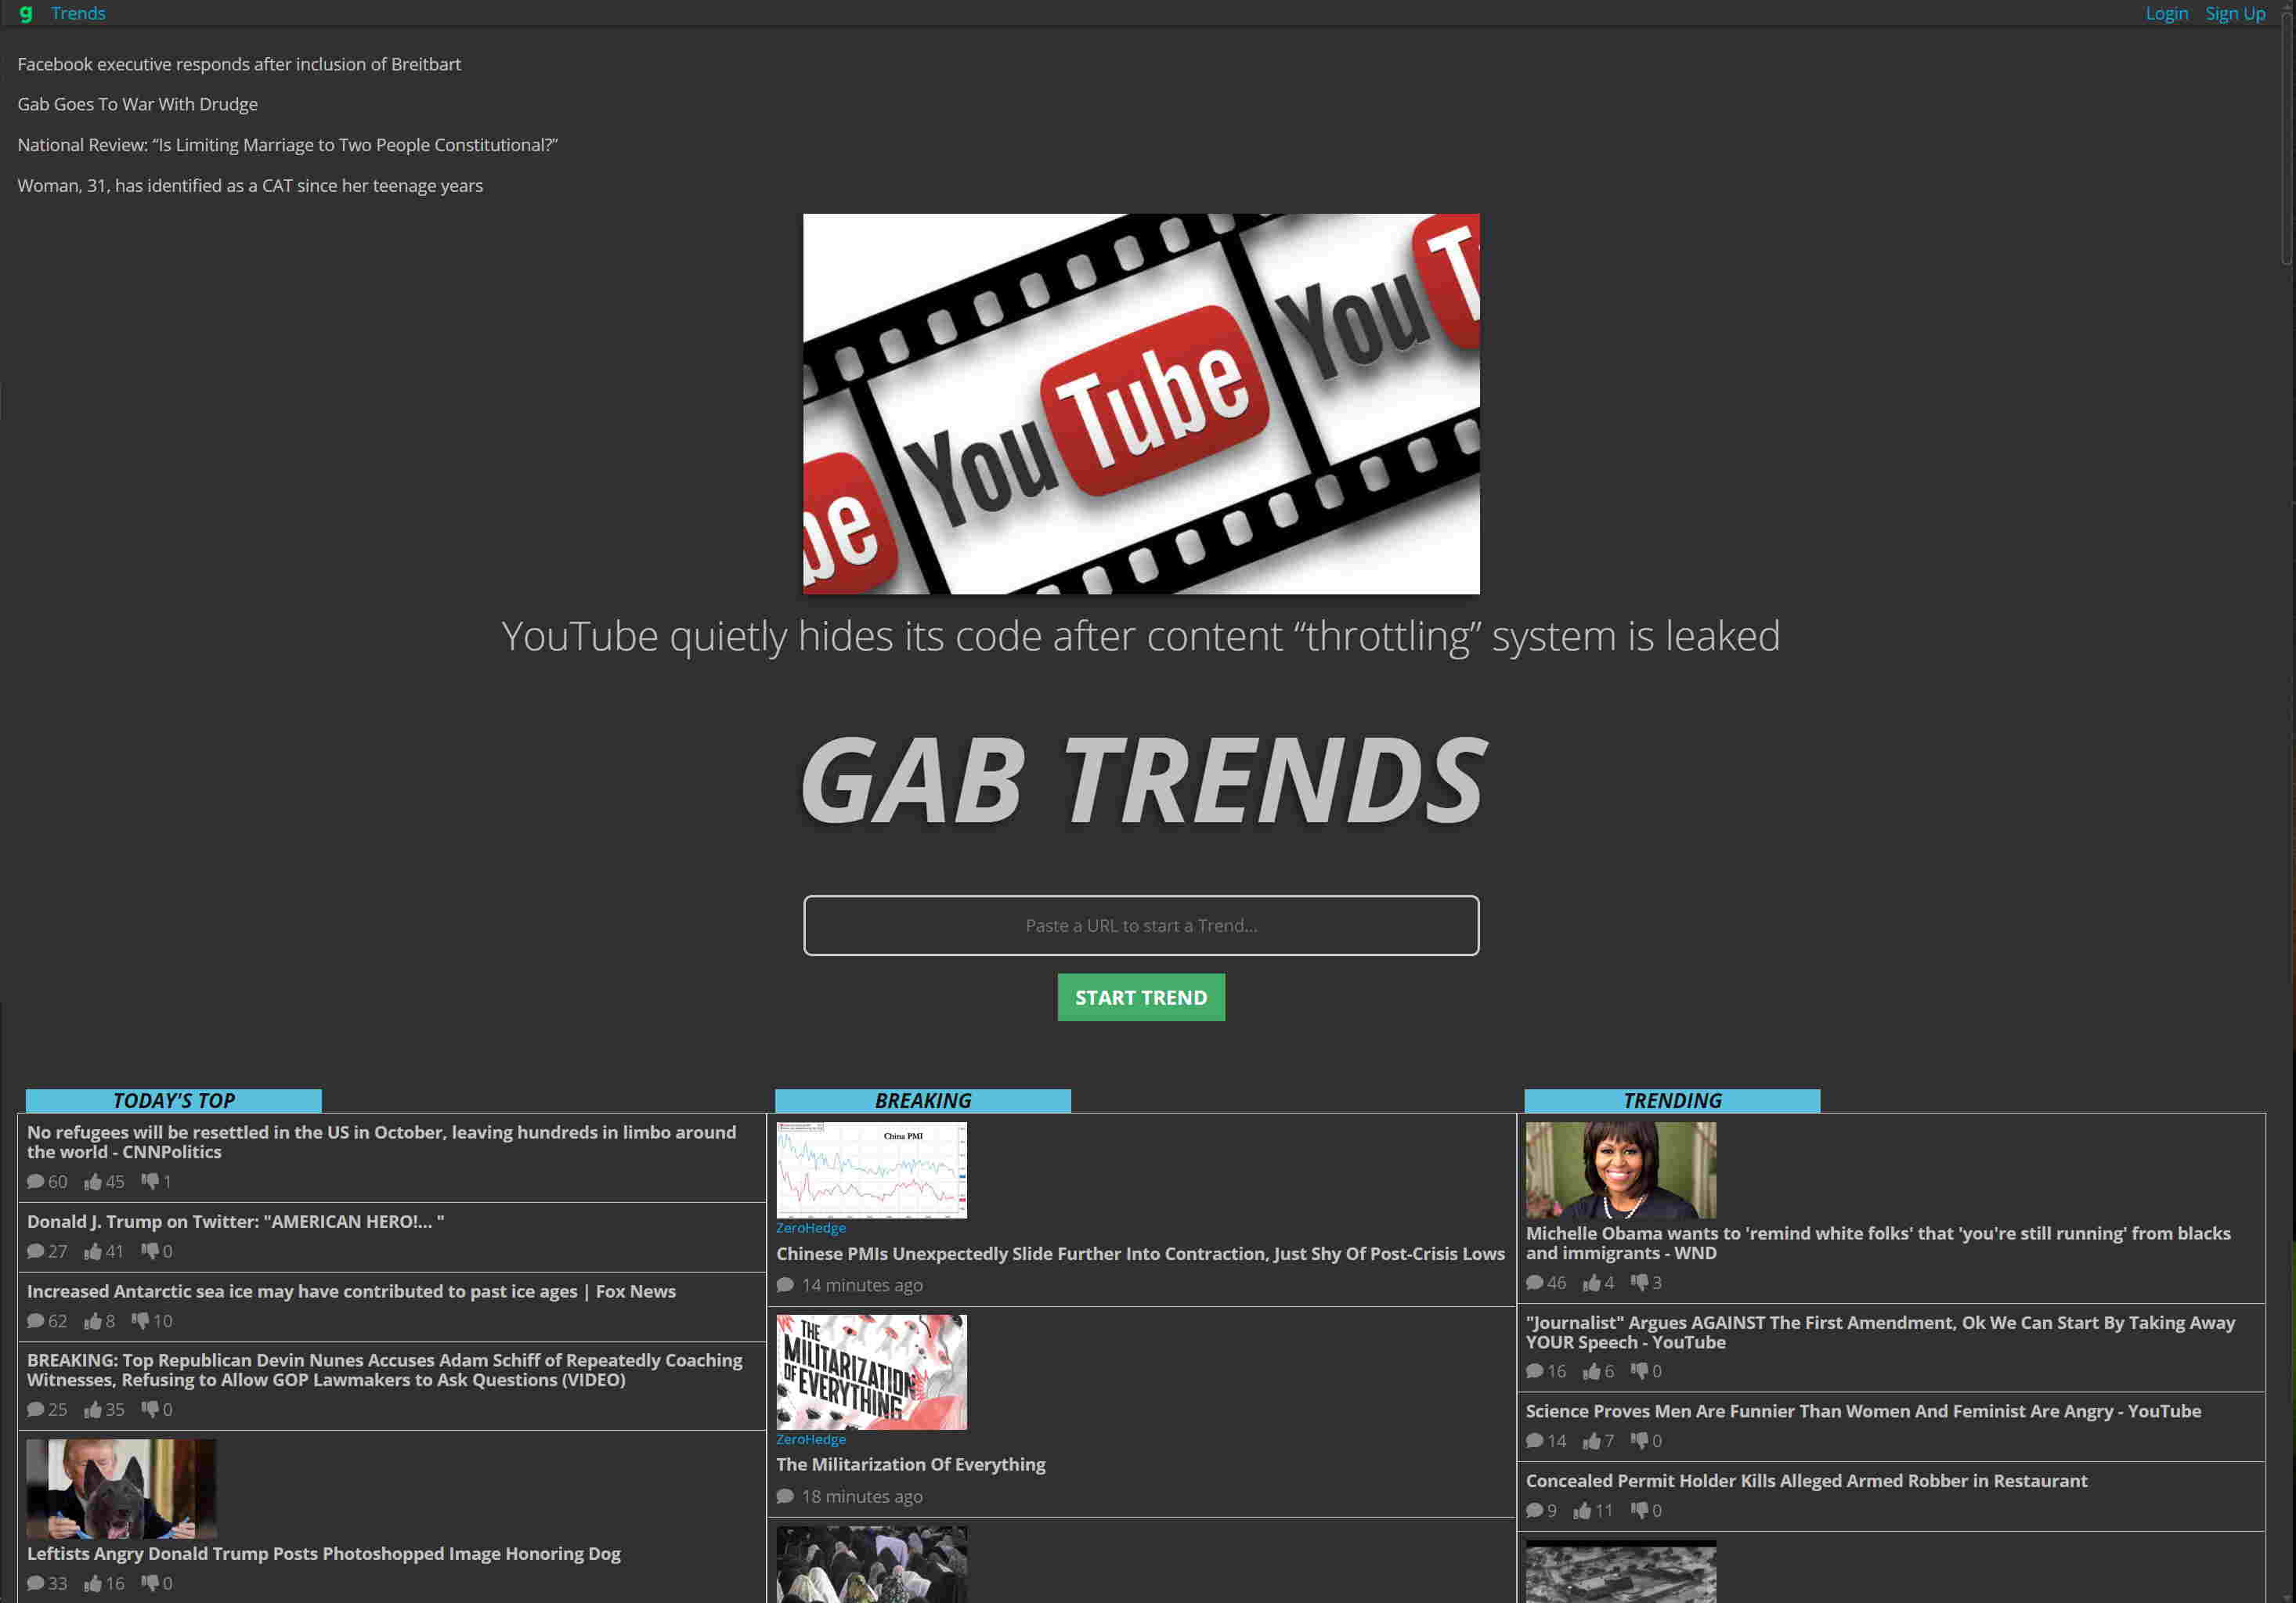 g Trends Login Sign Up
Facebook executive responds after inclusion of Breitbart
Gab Goes To War With Drudge
National Review: “Is Limiting Marriage to Two People Constitutional?”
Woman, 31, has identified as a CAT since her teenage years
be YouTube You T
YouTube quietly hides its code after content “throttling” system is leaked
GAB TRENDS
Paste a URL to start a Trend...
START TREND
TODAY’S TOP
No refugees will be resettled in the US in October, leaving hundreds in limbo around
the world - CNNPolitics
60 45 1
Donald J. Trump on Twitter: "AMERICAN HERO!... "
27 41 0
Increased Antarctic sea ice may have contributed to past ice ages | Fox News
62 8 10
BREAKING: Top Republican Devin Nunes Accuses Adam Schiff of Repeatedly Coaching
Witnesses, Refusing to Allow GOP Lawmakers to Ask Questions (VIDEO)
25 35 0
Leftists Angry Donald Trump Posts Photoshopped Image Honoring Dog
33 16 0
BREAKING
China PMI
ZeroHedge
Chinese PMIs Unexpectedly Slide Further Into Contraction, Just Shy Of Post-Crisis Lows
14 minutes ago
THE
MILITARIZATION
OF EVERYTHING
ZeroHedge
The Militarization Of Everything
18 minutes ago
TRENDING
Michelle Obama wants to 'remind white folks' that 'you're still running' from blacks
and immigrants - WND
46 4 3
"Journalist" Argues AGAINST The First Amendment, Ok We Can Start By Taking Away
YOUR Speech - YouTube
16 6 0
Science Proves Men Are Funnier Than Women And Feminist Are Angry - YouTube
14 7 0
Concealed Permit Holder Kills Alleged Armed Robber in Restaurant
9 11 0